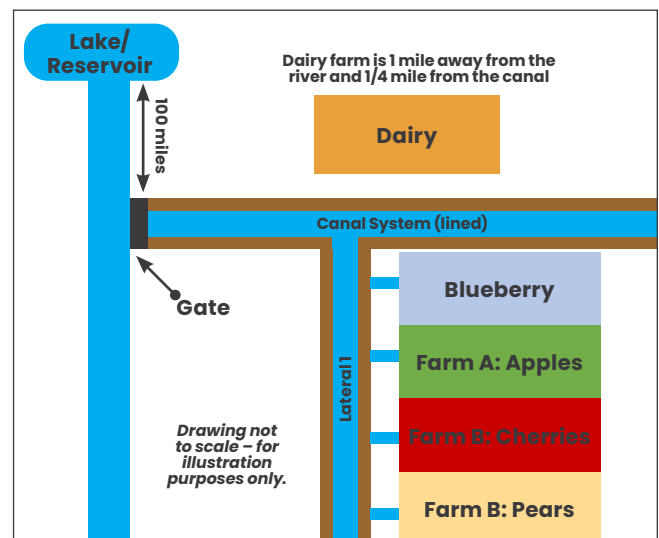 Lake/
Reservoir
Dairy farm is 1 mile away from the
river and 1/4 mile from the canal
100 miles
Dairy
Canal System (lined)
Gate
Blueberry
Lateral 1
Farm A: Apples
Farm B: Cherries
Drawing not
to scale – for
illustration
purposes only.
Farm B: Pears